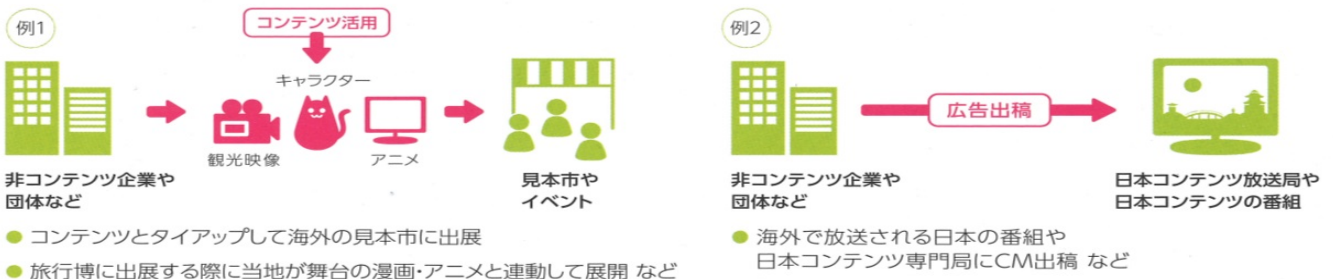 例1
コンテンツ活用
キャラクター
観光映像
アニメ
非コンテンツ企業や
団体など
見本市や
イベント
● コンテンツとタイアップして海外の見本市に出展
● 旅行博に出展する際に当地が舞台の漫画・アニメと連動して展開 など
例2
広告出稿
非コンテンツ企業や
団体など
日本コンテンツ放送局や
日本コンテンツの番組
● 海外で放送される日本の番組や
日本コンテンツ専門局にCM出稿 など